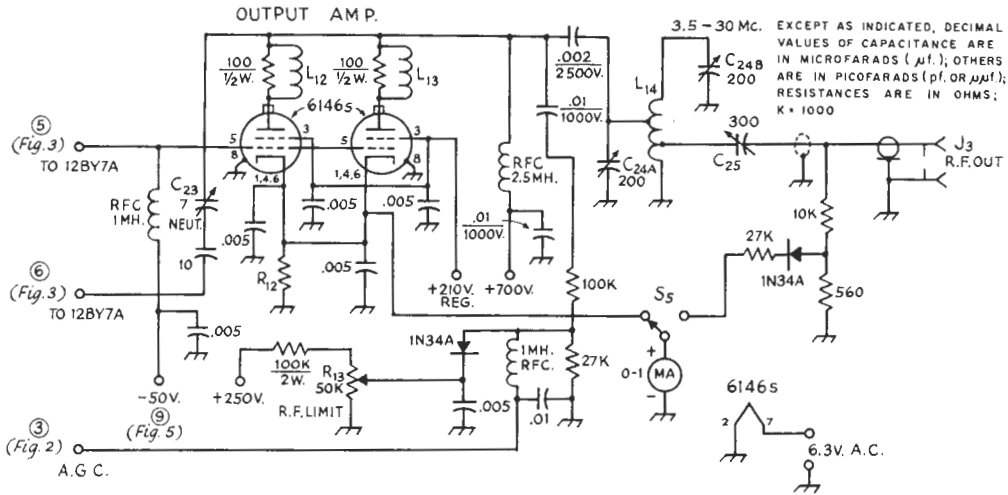 OUTPUT AMP.
3.5 – 30 MC.
EXCEPT AS INDICATED, DECIMAL
VALUES OF CAPACITANCE ARE
IN MICROFARADS ( µf.); OTHERS
ARE IN PICOFARADS (pf. OR µµf.);
RESISTANCES ARE IN OHMS;
K = 1000
100
1/2W.
L12
100
1/2W.
L13
.002
2500V.
C24B
200
L14
6146s
.01
1000V.
5
3
8
1,4,6
5
3
8
1,4,6
300
C25
J3
R.F. OUT
⑤
(Fig. 3)
TO 12BY7A
C23
7
NEUT.
RFC
1MH.
RFC
2.5MH.
C24A
200
.005
.005
.005
.01
1000V.
10K
10
R12
.005
27K
1N34A
560
⑥
(Fig. 3)
TO 12BY7A
+210V.
REG.
+700V.
100K
S5
.005
1N34A
1MH.
RFC.
27K
+
0-1
MA
–
100K
2W.
R13
50K
-50V.
+250V.
R.F. LIMIT
.005
.01
6146s
2
7
6.3V. A.C.
⑨
(Fig. 5)
③
(Fig. 2)
A.G.C.